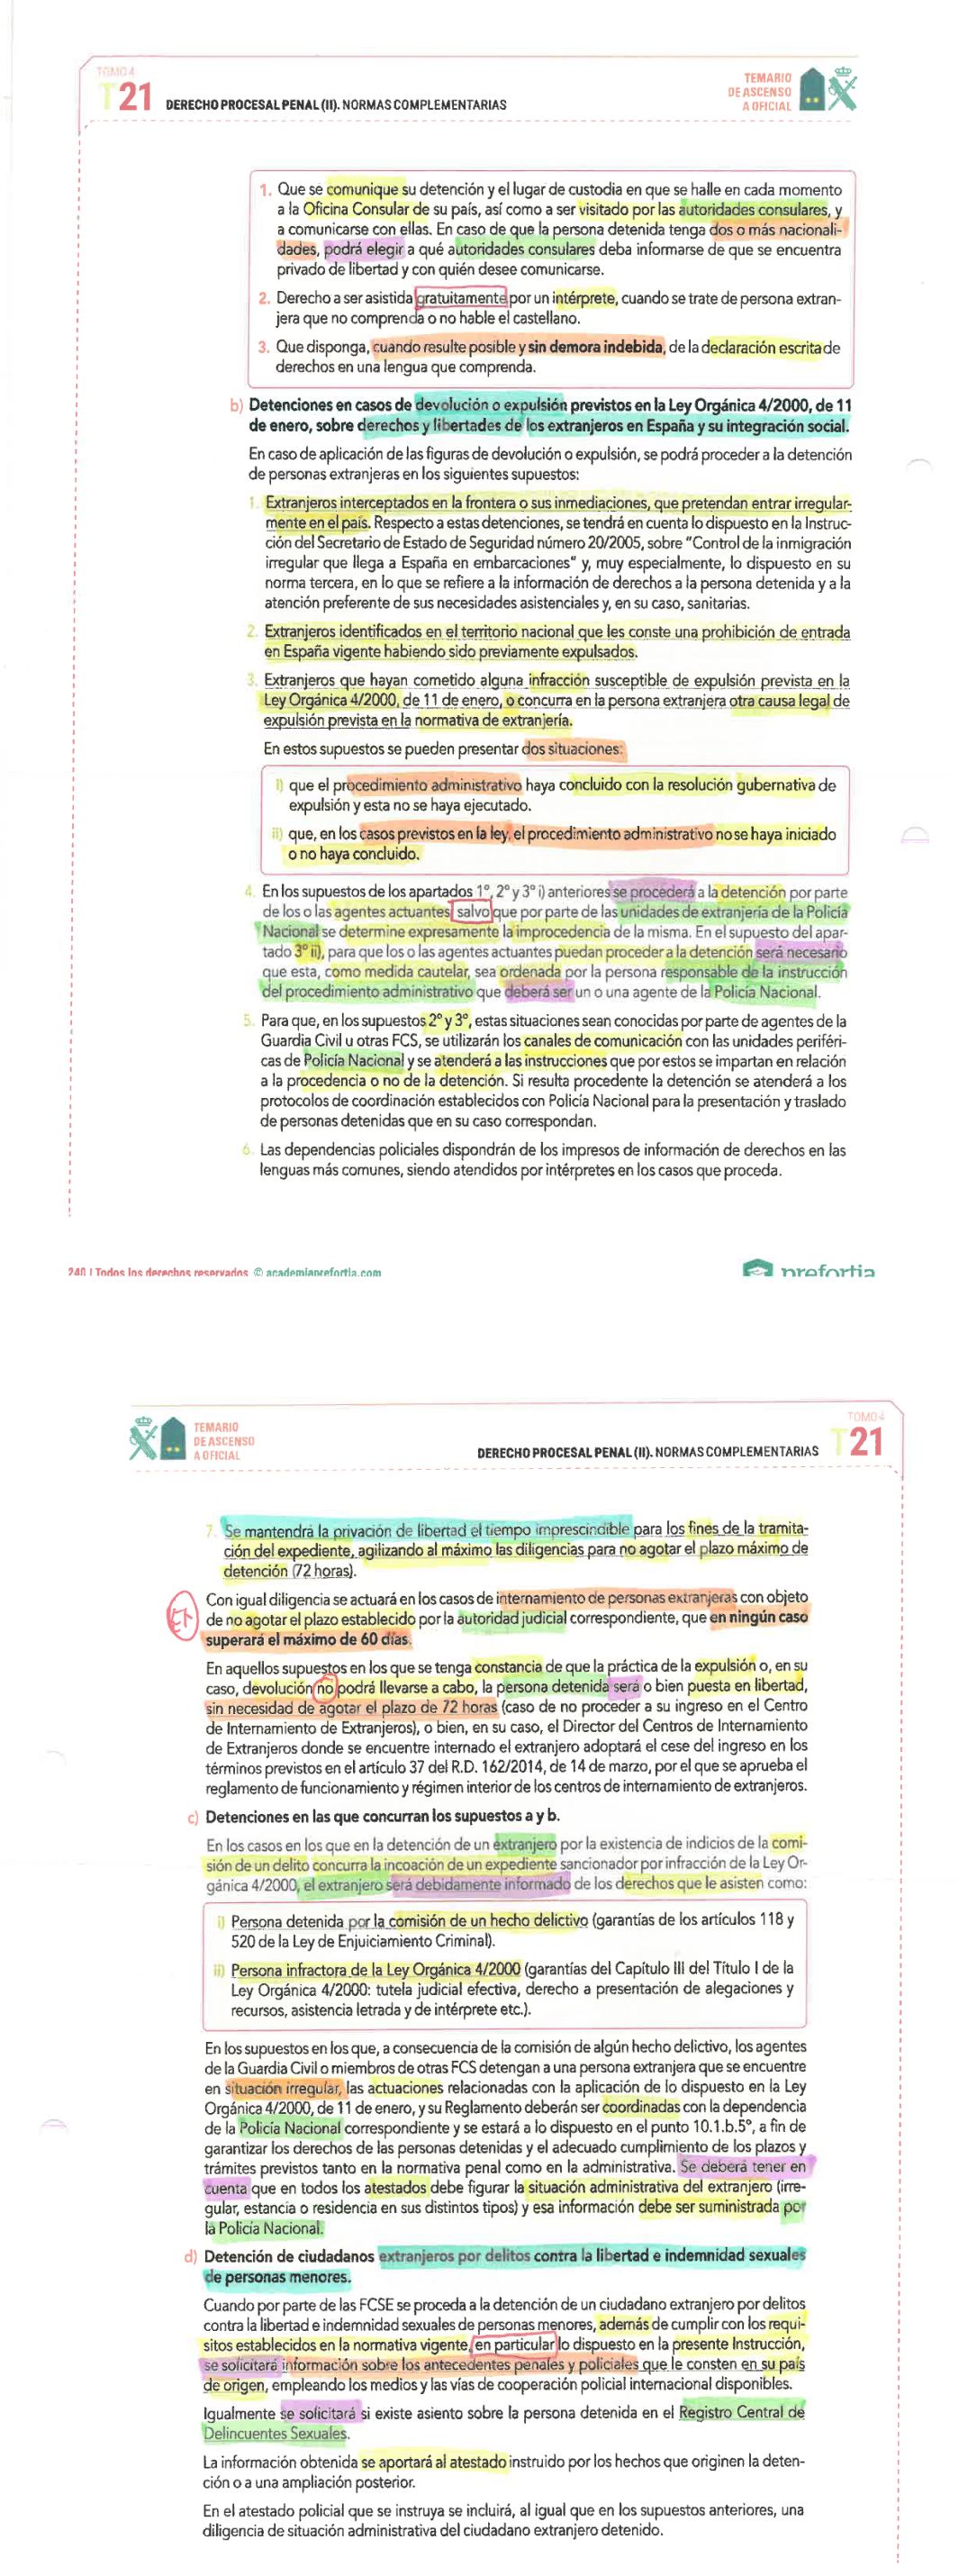 TOMO 4
T21 DERECHO PROCESAL PENAL (II). NORMAS COMPLEMENTARIAS
TEMARIO
DE ASCENSO
A OFICIAL
1. Que se comunique su detención y el lugar de custodia en que se halle en cada momento
a la Oficina Consular de su país, así como a ser visitado por las autoridades consulares, y
a comunicarse con ellas. En caso de que la persona detenida tenga dos o más nacionali-
dades, podrá elegir a qué autoridades consulares deba informarse de que se encuentra
privado de libertad y con quién desee comunicarse.
2. Derecho a ser asistida gratuitamente por un intérprete, cuando se trate de persona extran-
jera que no comprenda o no hable el castellano.
3. Que disponga, cuando resulte posible y sin demora indebida, de la declaración escrita de
derechos en una lengua que comprenda.
b) Detenciones en casos de devolución o expulsión previstos en la Ley Orgánica 4/2000, de 11
de enero, sobre derechos y libertades de los extranjeros en España y su integración social.
En caso de aplicación de las figuras de devolución o expulsión, se podrá proceder a la detención
de personas extranjeras en los siguientes supuestos:
1. Extranjeros interceptados en la frontera o sus inmediaciones, que pretendan entrar irregular-
mente en el país. Respecto a estas detenciones, se tendrá en cuenta lo dispuesto en la Instruc-
ción del Secretario de Estado de Seguridad número 20/2005, sobre "Control de la inmigración
irregular que llega a España en embarcaciones" y, muy especialmente, lo dispuesto en su
norma tercera, en lo que se refiere a la información de derechos a la persona detenida y a la
atención preferente de sus necesidades asistenciales y, en su caso, sanitarias.
2. Extranjeros identificados en el territorio nacional que les conste una prohibición de entrada
en España vigente habiendo sido previamente expulsados.
3. Extranjeros que hayan cometido alguna infracción susceptible de expulsión prevista en la
Ley Orgánica 4/2000, de 11 de enero, o concurra en la persona extranjera otra causa legal de
expulsión prevista en la normativa de extranjería.
En estos supuestos se pueden presentar dos situaciones:
i) que el procedimiento administrativo haya concluido con la resolución gubernativa de
expulsión y esta no se haya ejecutado.
ii) que, en los casos previstos en la ley, el procedimiento administrativo no se haya iniciado
o no haya concluido.
4. En los supuestos de los apartados 1º, 2º y 3º i) anteriores se procederá a la detención por parte
de los o las agentes actuantes salvo que por parte de las unidades de extranjería de la Policía
Nacional se determine expresamente la improcedencia de la misma. En el supuesto del apar-
tado 3º ii), para que los o las agentes actuantes puedan proceder a la detención será necesario
que esta, como medida cautelar, sea ordenada por la persona responsable de la instrucción
del procedimiento administrativo que deberá ser un o una agente de la Policía Nacional.
5. Para que, en los supuestos 2º y 3º, estas situaciones sean conocidas por parte de agentes de la
Guardia Civil u otras FCS, se utilizarán los canales de comunicación con las unidades periféri-
cas de Policía Nacional y se atenderá a las instrucciones que por estos se impartan en relación
a la procedencia o no de la detención. Si resulta procedente la detención se atenderá a los
protocolos de coordinación establecidos con Policía Nacional para la presentación y traslado
de personas detenidas que en su caso correspondan.
6. Las dependencias policiales dispondrán de los impresos de información de derechos en las
lenguas más comunes, siendo atendidos por intérpretes en los casos que proceda.
240 | Todos los derechos reservados © academiaprefortia.com
prefortia
TEMARIO
DE ASCENSO
A OFICIAL
TOMO 4
DERECHO PROCESAL PENAL (II). NORMAS COMPLEMENTARIAS T21
7. Se mantendrá la privación de libertad el tiempo imprescindible para los fines de la tramita-
ción del expediente, agilizando al máximo las diligencias para no agotar el plazo máximo de
detención (72 horas).
Con igual diligencia se actuará en los casos de internamiento de personas extranjeras con objeto
de no agotar el plazo establecido por la autoridad judicial correspondiente, que en ningún caso
superará el máximo de 60 días.
En aquellos supuestos en los que se tenga constancia de que la práctica de la expulsión o, en su
caso, devolución no podrá llevarse a cabo, la persona detenida será o bien puesta en libertad,
sin necesidad de agotar el plazo de 72 horas (caso de no proceder a su ingreso en el Centro
de Internamiento de Extranjeros), o bien, en su caso, el Director del Centros de Internamiento
de Extranjeros donde se encuentre internado el extranjero adoptará el cese del ingreso en los
términos previstos en el artículo 37 del R.D. 162/2014, de 14 de marzo, por el que se aprueba el
reglamento de funcionamiento y régimen interior de los centros de internamiento de extranjeros.
c) Detenciones en las que concurran los supuestos a y b.
En los casos en los que en la detención de un extranjero por la existencia de indicios de la comi-
sión de un delito concurra la incoación de un expediente sancionador por infracción de la Ley Or-
gánica 4/2000, el extranjero será debidamente informado de los derechos que le asisten como:
i) Persona detenida por la comisión de un hecho delictivo (garantías de los artículos 118 y
520 de la Ley de Enjuiciamiento Criminal).
ii) Persona infractora de la Ley Orgánica 4/2000 (garantías del Capítulo III del Título I de la
Ley Orgánica 4/2000: tutela judicial efectiva, derecho a presentación de alegaciones y
recursos, asistencia letrada y de intérprete etc.).
En los supuestos en los que, a consecuencia de la comisión de algún hecho delictivo, los agentes
de la Guardia Civil o miembros de otras FCS detengan a una persona extranjera que se encuentre
en situación irregular, las actuaciones relacionadas con la aplicación de lo dispuesto en la Ley
Orgánica 4/2000, de 11 de enero, y su Reglamento deberán ser coordinadas con la dependencia
de la Policía Nacional correspondiente y se estará a lo dispuesto en el punto 10.1.b.5º, a fin de
garantizar los derechos de las personas detenidas y el adecuado cumplimiento de los plazos y
trámites previstos tanto en la normativa penal como en la administrativa. Se deberá tener en
cuenta que en todos los atestados debe figurar la situación administrativa del extranjero (irre-
gular, estancia o residencia en sus distintos tipos) y esa información debe ser suministrada por
la Policía Nacional.
d) Detención de ciudadanos extranjeros por delitos contra la libertad e indemnidad sexuales
de personas menores.
Cuando por parte de las FCSE se proceda a la detención de un ciudadano extranjero por delitos
contra la libertad e indemnidad sexuales de personas menores, además de cumplir con los requi-
sitos establecidos en la normativa vigente, en particular lo dispuesto en la presente Instrucción,
se solicitará información sobre los antecedentes penales y policiales que le consten en su país
de origen, empleando los medios y las vías de cooperación policial internacional disponibles.
Igualmente se solicitará si existe asiento sobre la persona detenida en el Registro Central de
Delincuentes Sexuales.
La información obtenida se aportará al atestado instruido por los hechos que originen la deten-
ción o a una ampliación posterior.
En el atestado policial que se instruya se incluirá, al igual que en los supuestos anteriores, una
diligencia de situación administrativa del ciudadano extranjero detenido.